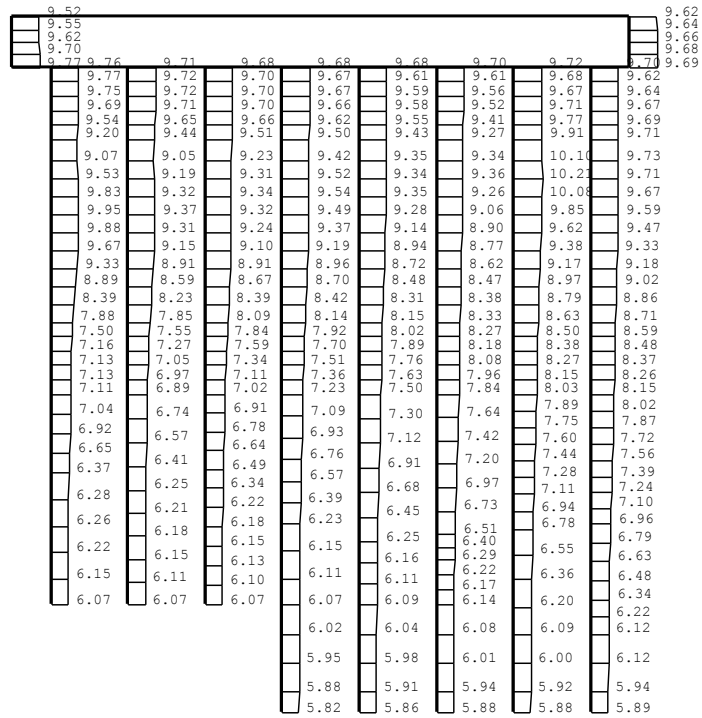 9.52 9.62
9.55 9.64
9.62 9.66
9.70 9.68
9.77 9.76 9.71 9.68 9.68 9.68 9.70 9.72 9.70 9.69
9.77 9.72 9.70 9.67 9.61 9.61 9.68 9.62
9.75 9.72 9.70 9.67 9.59 9.56 9.67 9.64
9.69 9.71 9.70 9.66 9.58 9.52 9.71 9.67
9.54 9.65 9.66 9.62 9.55 9.41 9.77 9.69
9.20 9.44 9.51 9.50 9.43 9.27 9.91 9.71
9.07 9.05 9.23 9.42 9.35 9.34 10.10 9.73
9.53 9.19 9.31 9.52 9.34 9.36 10.21 9.71
9.83 9.32 9.34 9.54 9.35 9.26 10.08 9.67
9.95 9.37 9.32 9.49 9.28 9.06 9.85 9.59
9.88 9.31 9.24 9.37 9.14 8.90 9.62 9.47
9.67 9.15 9.10 9.19 8.94 8.77 9.38 9.33
9.33 8.91 8.91 8.96 8.72 8.62 9.17 9.18
8.89 8.59 8.67 8.70 8.48 8.47 8.97 9.02
8.39 8.23 8.39 8.42 8.31 8.38 8.79 8.86
7.88 7.85 8.09 8.14 8.15 8.33 8.63 8.71
7.50 7.55 7.84 7.92 8.02 8.27 8.50 8.59
7.16 7.27 7.59 7.70 7.89 8.18 8.38 8.48
7.13 7.05 7.34 7.51 7.76 8.08 8.27 8.37
7.13 6.97 7.11 7.36 7.63 7.96 8.15 8.26
7.11 6.89 7.02 7.23 7.50 7.84 8.03 8.15
7.04 6.74 6.91 7.09 7.30 7.64 7.89 8.02
7.75 7.87
6.92 6.57 6.78 6.93 7.12 7.42 7.60 7.72
6.65 6.41 6.64 6.76 6.91 7.20 7.44 7.56
6.37 6.25 6.49 6.57 6.68 6.97 7.28 7.39
6.34 7.11 7.24
6.28 6.21 6.22 6.39 6.45 6.73 6.94 7.10
6.26 6.18 6.18 6.23 6.25 6.51 6.78 6.96
6.15 6.40 6.79
6.22 6.15 6.13 6.15 6.16 6.29 6.55 6.63
6.22
6.15 6.11 6.10 6.11 6.11 6.17 6.36 6.48
6.34
6.07 6.07 6.07 6.07 6.09 6.14 6.20 6.22
6.02 6.04 6.08 6.09 6.12
5.95 5.98 6.01 6.00 6.12
5.88 5.91 5.94 5.92 5.94
5.82 5.86 5.88 5.88 5.89